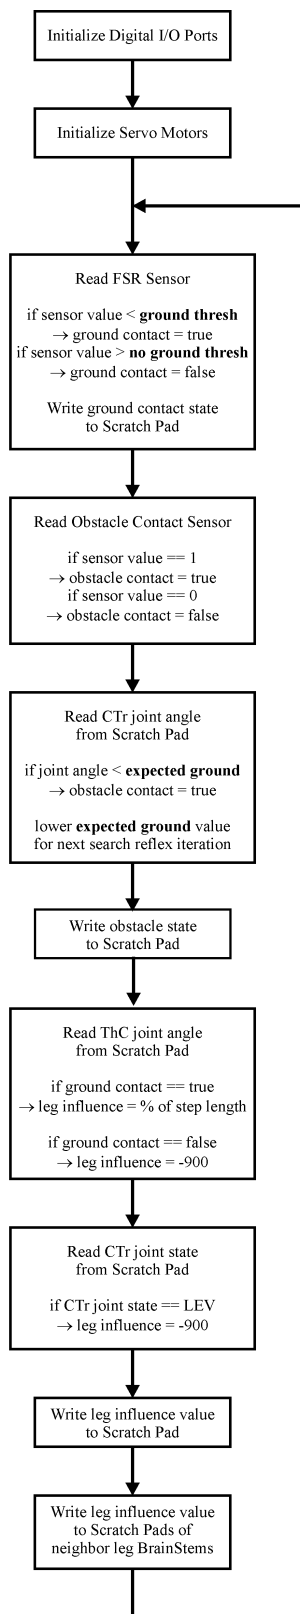 Initialize Digital I/O Ports
Initialize Servo Motors
Read FSR Sensor
if sensor value < ground thresh
→ ground contact = true
if sensor value > no ground thresh
→ ground contact = false
Write ground contact state
to Scratch Pad
Read Obstacle Contact Sensor
if sensor value == 1
→ obstacle contact = true
if sensor value == 0
→ obstacle contact = false
Read CTr joint angle
from Scratch Pad
if joint angle < expected ground
→ obstacle contact = true
lower expected ground value
for next search reflex iteration
Write obstacle state
to Scratch Pad
Read ThC joint angle
from Scratch Pad
if ground contact == true
→ leg influence = % of step length
if ground contact == false
→ leg influence = -900
Read CTr joint state
from Scratch Pad
if CTr joint state == LEV
→ leg influence = -900
Write leg influence value
to Scratch Pad
Write leg influence value
to Scratch Pads of
neighbor leg BrainStems